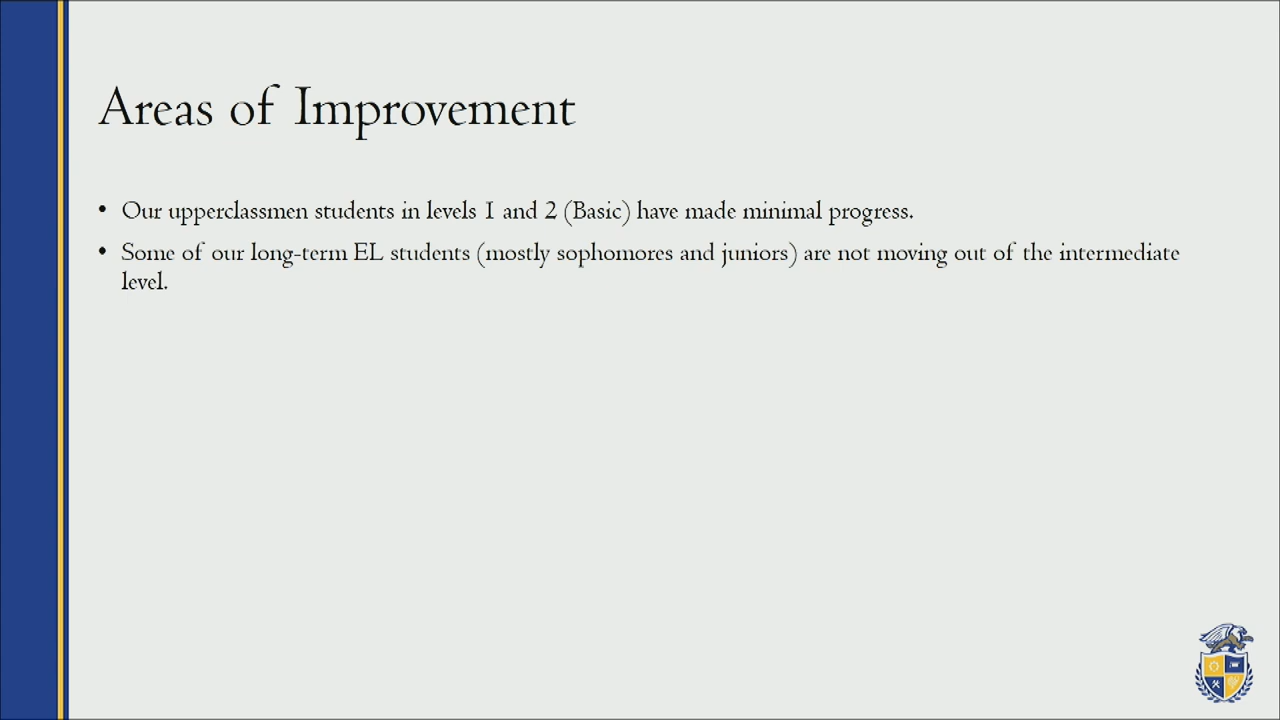 Areas of Improvement
• Our upperclassmen students in levels 1 and 2 (Basic) have made minimal progress.
• Some of our long-term EL students (mostly sophomores and juniors) are not moving out of the intermediate
level.